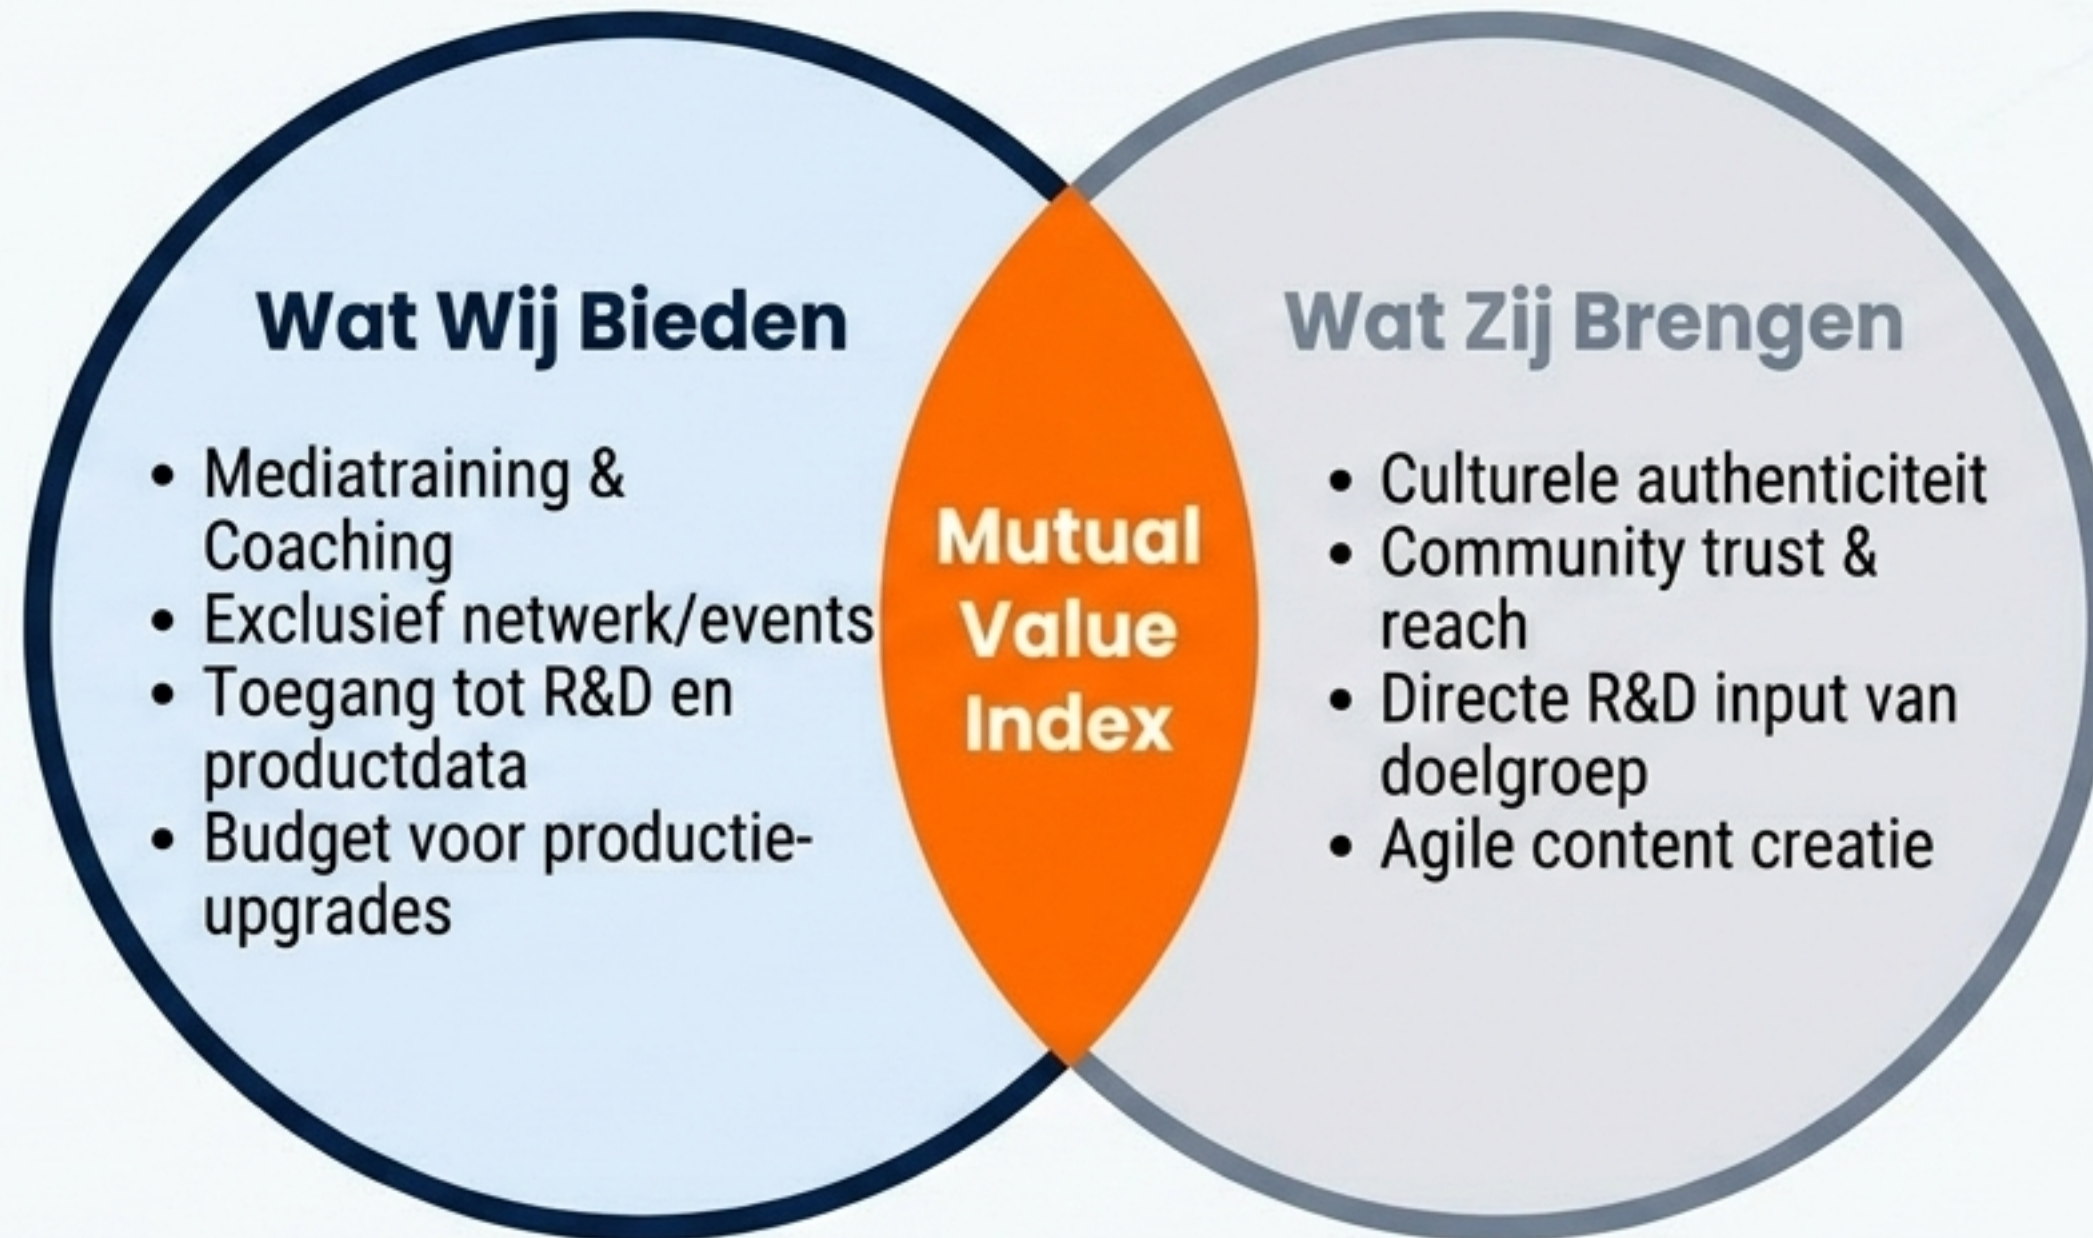 Wat Wij Bieden
• Mediatraining &
Coaching
• Exclusief netwerk/events
• Toegang tot R&D en
productdata
• Budget voor productie-
upgrades
Mutual
Value
Index
Wat Zij Brengen
• Culturele authenticiteit
• Community trust &
reach
• Directe R&D input van
doelgroep
• Agile content creatie